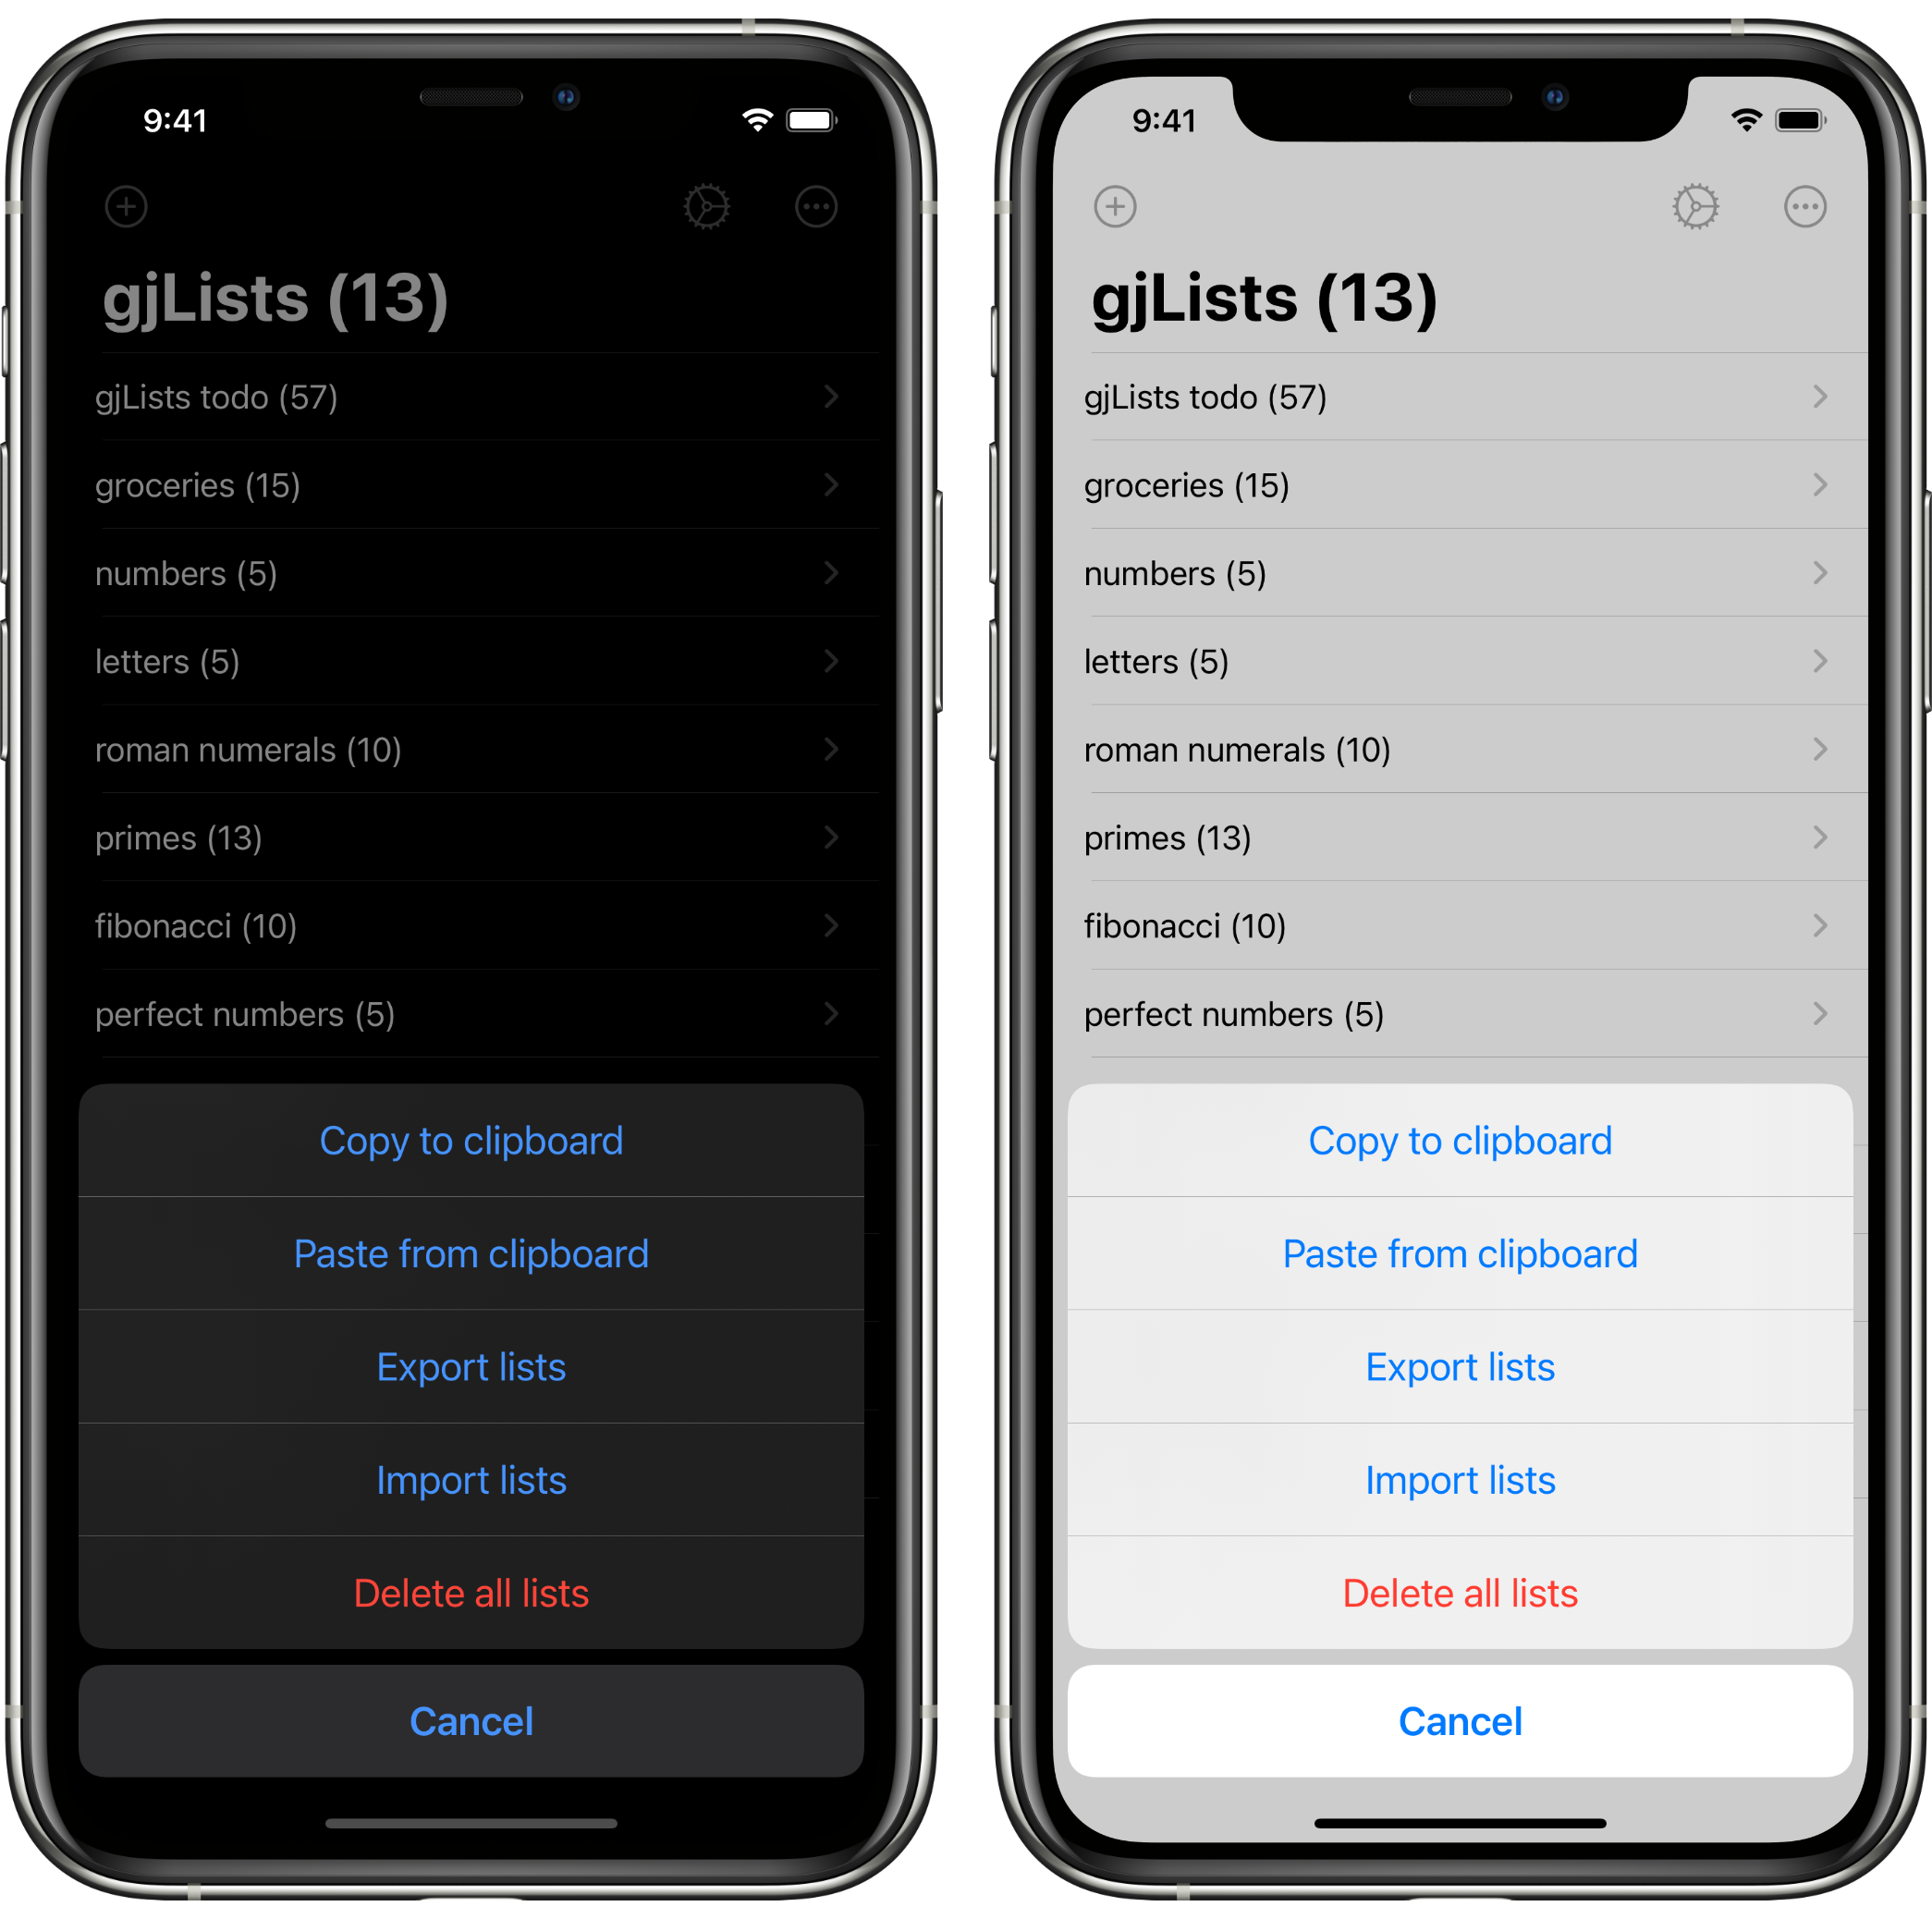 9:41
gjLists (13)
gjLists todo (57)
groceries (15)
numbers (5)
letters (5)
roman numerals (10)
primes (13)
fibonacci (10)
perfect numbers (5)
Copy to clipboard
Paste from clipboard
Export lists
Import lists
Delete all lists
Cancel
9:41
gjLists (13)
gjLists todo (57)
groceries (15)
numbers (5)
letters (5)
roman numerals (10)
primes (13)
fibonacci (10)
perfect numbers (5)
Copy to clipboard
Paste from clipboard
Export lists
Import lists
Delete all lists
Cancel